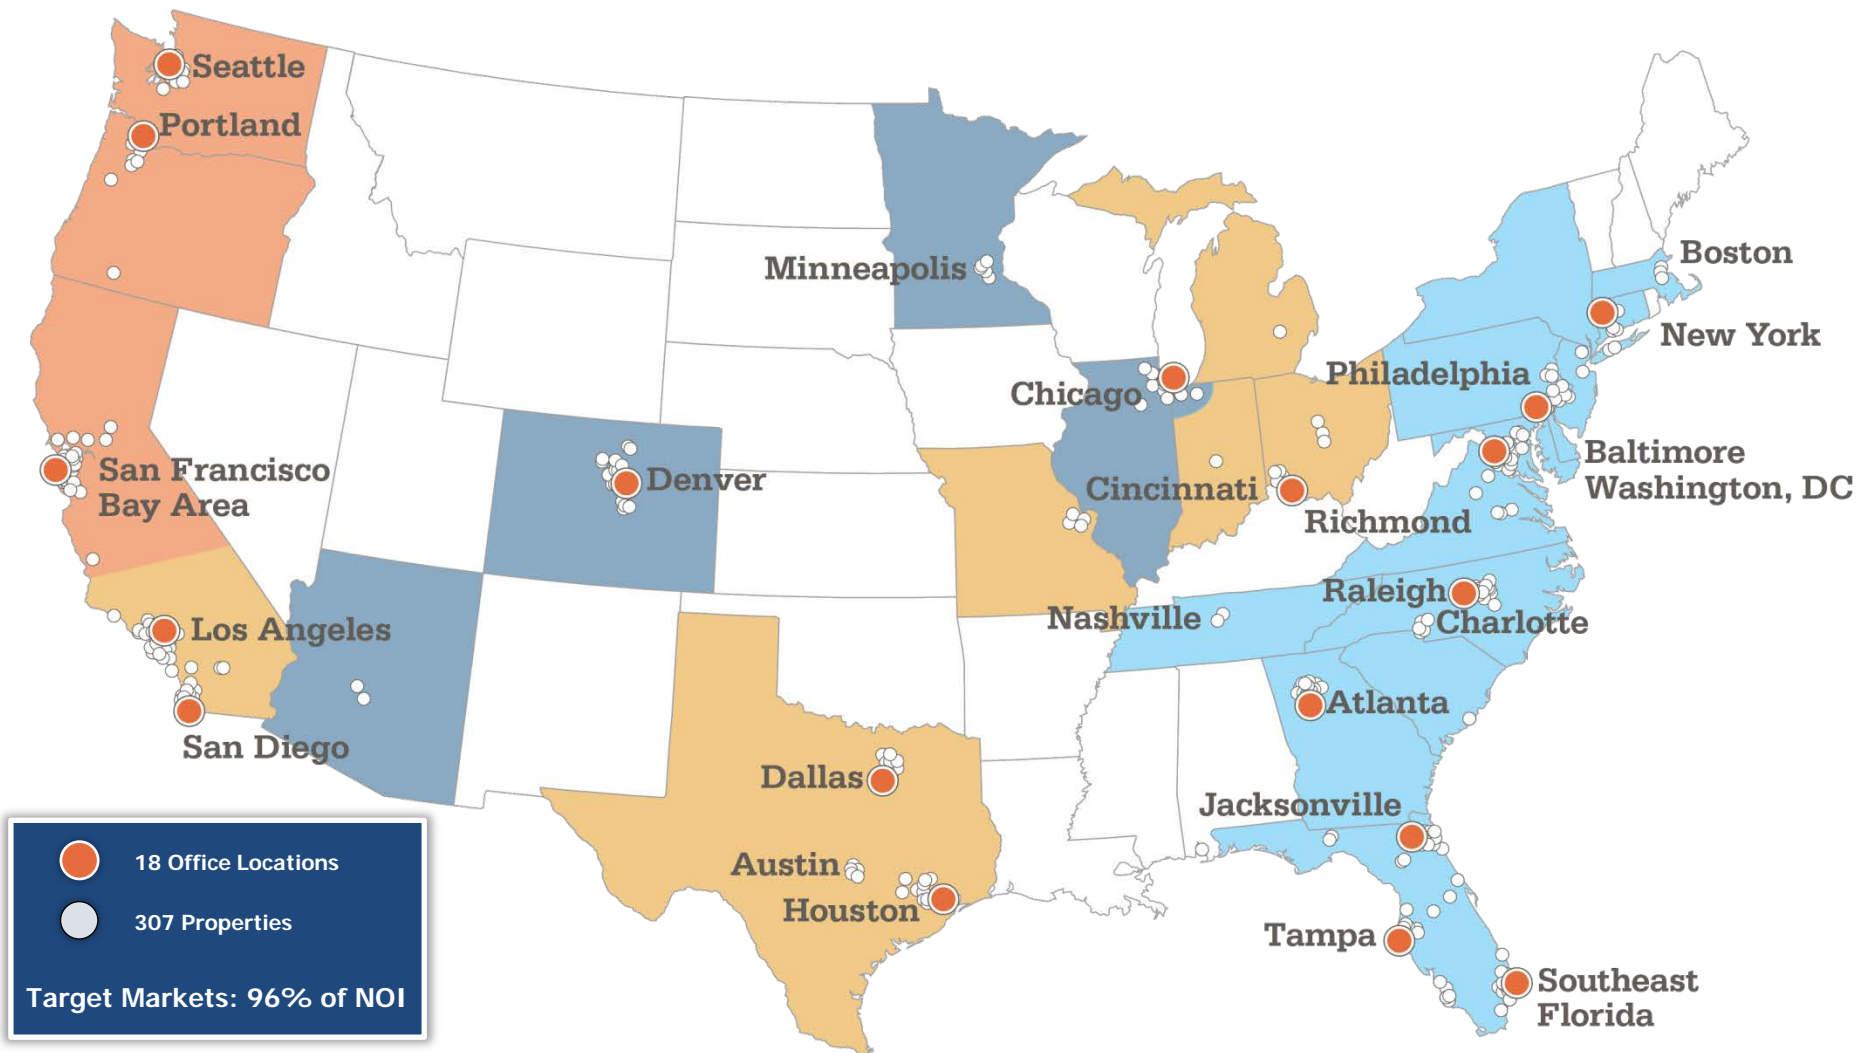 Seattle
Portland
Boston
Minneapolis
New York
Philadelphia
Chicago
Baltimore
Washington, DC
San Francisco
Bay Area
Denver
Cincinnati
Richmond
Raleigh
Nashville
Charlotte
Los Angeles
Atlanta
San Diego
Dallas
Jacksonville
Austin
Houston
Tampa
Southeast
Florida
18 Office Locations
307 Properties
Target Markets: 96% of NOI